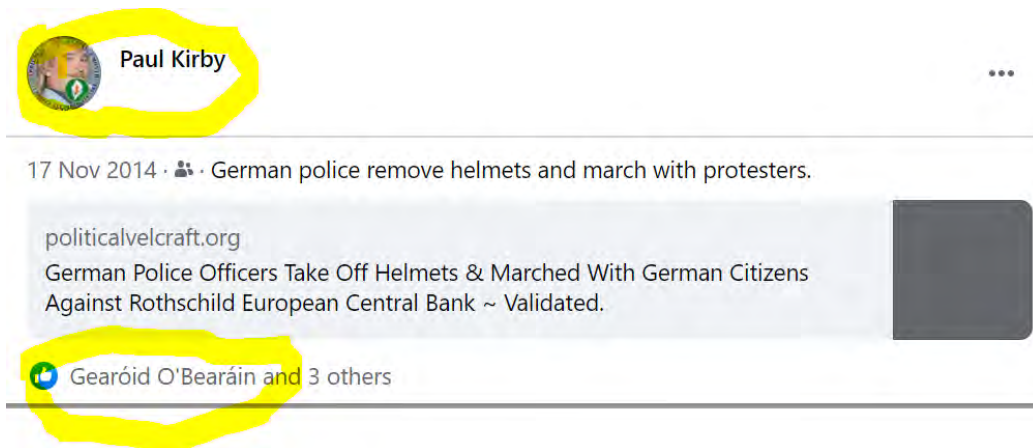 Paul Kirby
17 Nov 2014 · · German police remove helmets and march with protesters.
politicalvelcraft.org
German Police Officers Take Off Helmets & Marched With German Citizens
Against Rothschild European Central Bank ~ Validated.
Gearóid O'Bearáin and 3 others